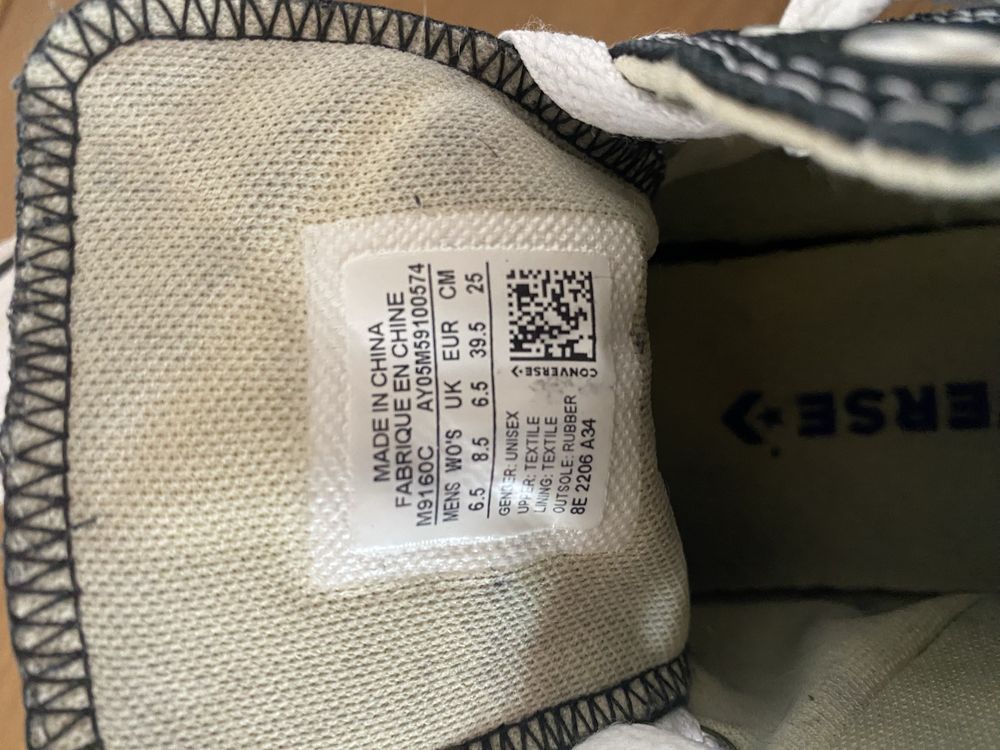 MADE IN CHINA
FABRIQUE EN CHINE
M9160C AY05M59100574
MENS WO'S UK EUR CM
6.5 8.5 6.5 39.5 25
GENDER: UNISEX
UPPER: TEXTILE
LINING: TEXTILE
OUTSOLE: RUBBER
8E 2206 A34
CONVERSE
ERSE